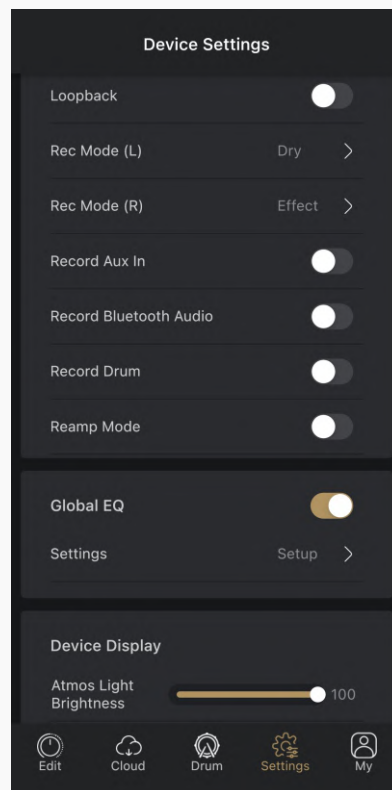 Device Settings
Loopback
Rec Mode (L) Dry
Rec Mode (R) Effect
Record Aux In
Record Bluetooth Audio
Record Drum
Reamp Mode
Global EQ
Settings Setup
Device Display
Atmos Light
Brightness 100
Edit Cloud Drum Settings My